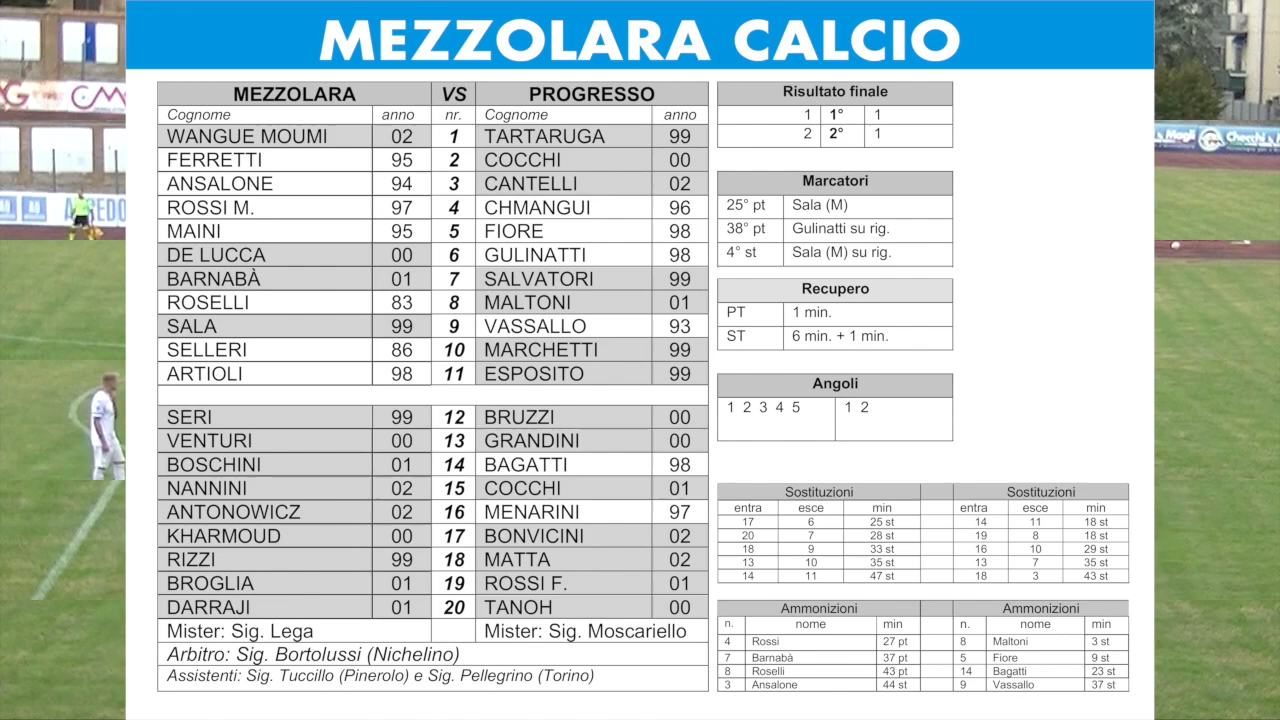 MEZZOLARA CALCIO
MEZZOLARA VS PROGRESSO
Cognome anno nr. Cognome anno
WANGUE MOUMI 02 1 TARTARUGA 99
FERRETTI 95 2 COCCHI 00
ANSALONE 94 3 CANTELLI 02
ROSSI M. 97 4 CHMANGUI 96
MAINI 95 5 FIORE 98
DE LUCCA 00 6 GULINATTI 98
BARNABÀ 01 7 SALVATORI 99
ROSELLI 83 8 MALTONI 01
SALA 99 9 VASSALLO 93
SELLERI 86 10 MARCHETTI 99
ARTIOLI 98 11 ESPOSITO 99
SERI 99 12 BRUZZI 00
VENTURI 00 13 GRANDINI 00
BOSCHINI 01 14 BAGATTI 98
NANNINI 02 15 COCCHI 01
ANTONOWICZ 02 16 MENARINI 97
KHARMOUD 00 17 BONVICINI 02
RIZZI 99 18 MATTA 02
BROGLIA 01 19 ROSSI F. 01
DARRAJI 01 20 TANOH 00
Mister: Sig. Lega Mister: Sig. Moscariello
Arbitro: Sig. Bortolussi (Nichelino)
Assistenti: Sig. Tuccillo (Pinerolo) e Sig. Pellegrino (Torino)
Risultato finale
1 1° 1
2 2° 1
Marcatori
25° pt Sala (M)
38° pt Gulinatti su rig.
4° st Sala (M) su rig.
Recupero
PT 1 min.
ST 6 min. + 1 min.
Angoli
1 2 3 4 5 1 2
Sostituzioni Sostituzioni
entra esce min entra esce min
17 6 25 st 14 11 18 st
20 7 28 st 19 8 18 st
18 9 33 st 16 10 29 st
13 10 35 st 13 7 35 st
14 11 47 st 18 3 43 st
Ammonizioni Ammonizioni
n. nome min n. nome min
4 Rossi 27 pt 8 Maltoni 3 st
7 Barnabà 37 pt 5 Fiore 9 st
8 Roselli 43 pt 14 Bagatti 23 st
3 Ansalone 44 st 9 Vassallo 37 st